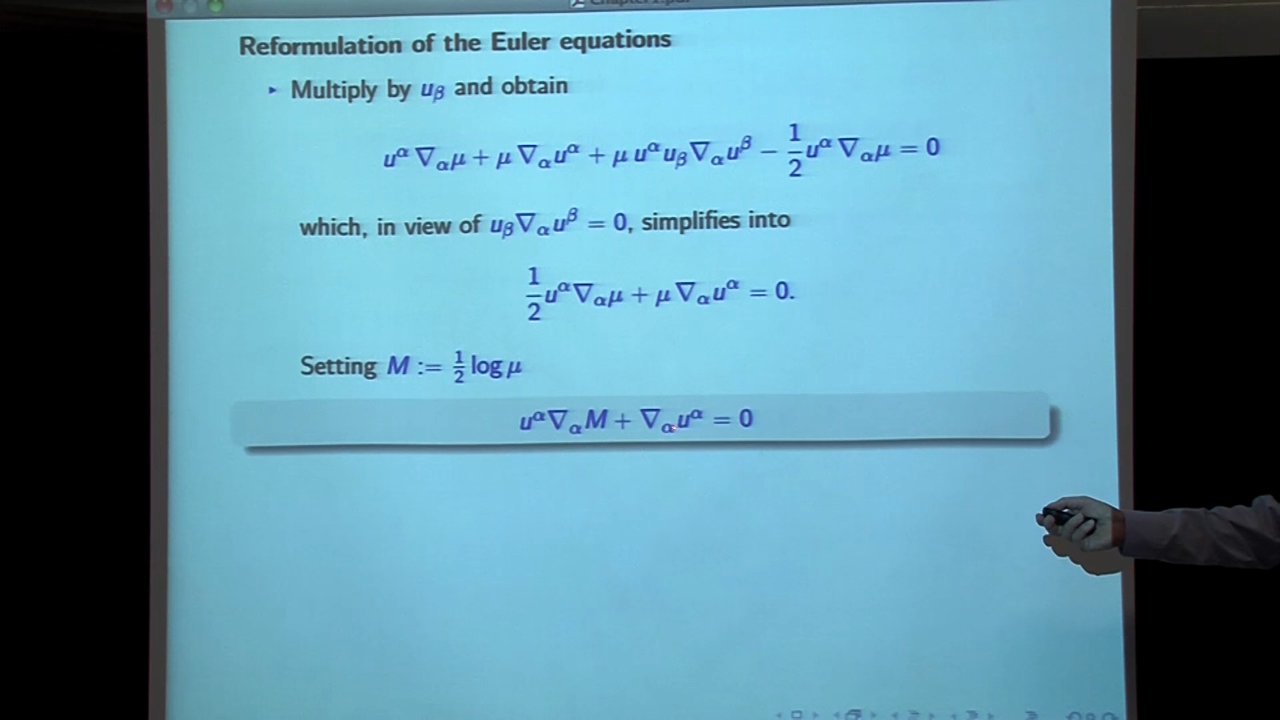 Reformulation of the Euler equations
▸ Multiply by u_β and obtain
u^α ∇_α μ + μ ∇_α u^α + μ u^α u_β ∇_α u^β − 1/2 u^α ∇_α μ = 0
which, in view of u_β ∇_α u^β = 0, simplifies into
1/2 u^α ∇_α μ + μ ∇_α u^α = 0.
Setting M := 1/2 log μ
u^α ∇_α M + ∇_α u^α = 0